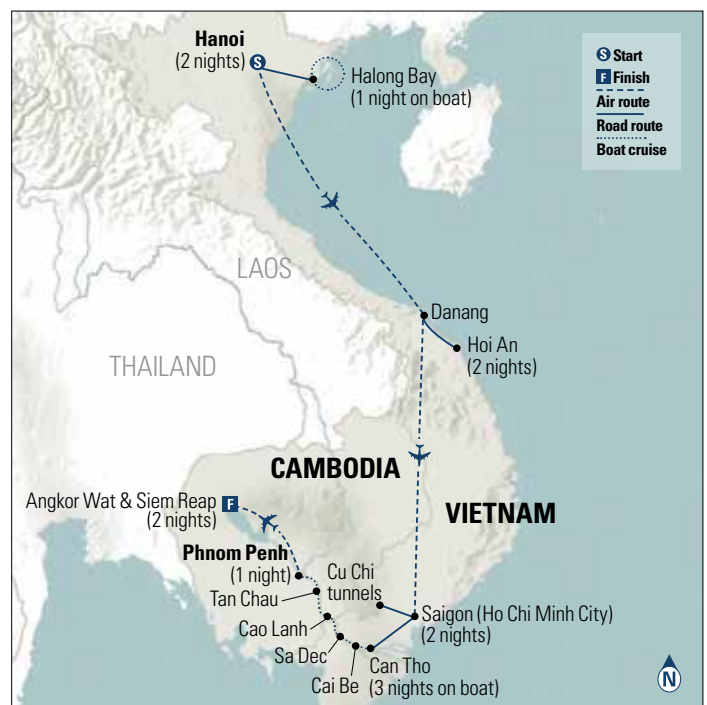 Hanoi
(2 nights)
S
Halong Bay
(1 night on boat)
S Start
F Finish
Air route
Road route
Boat cruise
LAOS
Danang
Hoi An
(2 nights)
THAILAND
CAMBODIA
VIETNAM
Angkor Wat & Siem Reap
(2 nights)
F
Phnom Penh
(1 night)
Cu Chi
tunnels
Tan Chau
Saigon (Ho Chi Minh City)
(2 nights)
Cao Lanh
Sa Dec
Cai Be
Can Tho
(3 nights on boat)
N